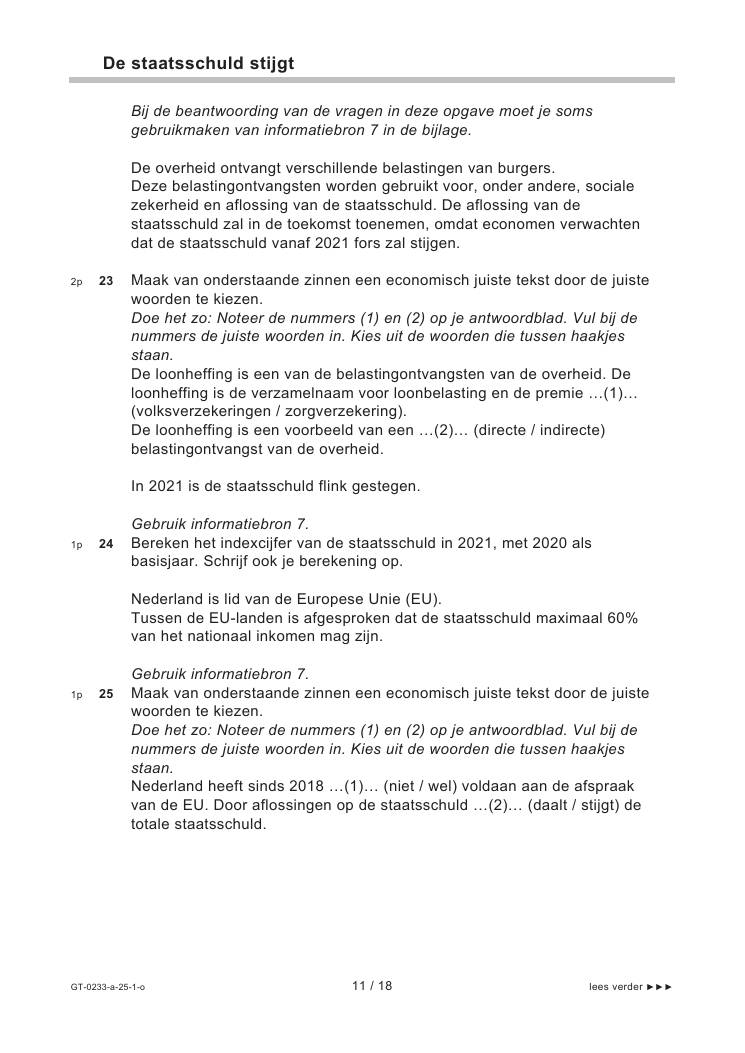 De staatsschuld stijgt
Bij de beantwoording van de vragen in deze opgave moet je soms
gebruikmaken van informatiebron 7 in de bijlage.
De overheid ontvangt verschillende belastingen van burgers.
Deze belastingontvangsten worden gebruikt voor, onder andere, sociale
zekerheid en aflossing van de staatsschuld. De aflossing van de
staatsschuld zal in de toekomst toenemen, omdat economen verwachten
dat de staatsschuld vanaf 2021 fors zal stijgen.
2p 23 Maak van onderstaande zinnen een economisch juiste tekst door de juiste
woorden te kiezen.
Doe het zo: Noteer de nummers (1) en (2) op je antwoordblad. Vul bij de
nummers de juiste woorden in. Kies uit de woorden die tussen haakjes
staan.
De loonheffing is een van de belastingontvangsten van de overheid. De
loonheffing is de verzamelnaam voor loonbelasting en de premie …(1)…
(volksverzekeringen / zorgverzekering).
De loonheffing is een voorbeeld van een …(2)… (directe / indirecte)
belastingontvangst van de overheid.
In 2021 is de staatsschuld flink gestegen.
Gebruik informatiebron 7.
1p 24 Bereken het indexcijfer van de staatsschuld in 2021, met 2020 als
basisjaar. Schrijf ook je berekening op.
Nederland is lid van de Europese Unie (EU).
Tussen de EU-landen is afgesproken dat de staatsschuld maximaal 60%
van het nationaal inkomen mag zijn.
Gebruik informatiebron 7.
1p 25 Maak van onderstaande zinnen een economisch juiste tekst door de juiste
woorden te kiezen.
Doe het zo: Noteer de nummers (1) en (2) op je antwoordblad. Vul bij de
nummers de juiste woorden in. Kies uit de woorden die tussen haakjes
staan.
Nederland heeft sinds 2018 …(1)… (niet / wel) voldaan aan de afspraak
van de EU. Door aflossingen op de staatsschuld …(2)… (daalt / stijgt) de
totale staatsschuld.
GT-0233-a-25-1-o 11 / 18 lees verder ►►►